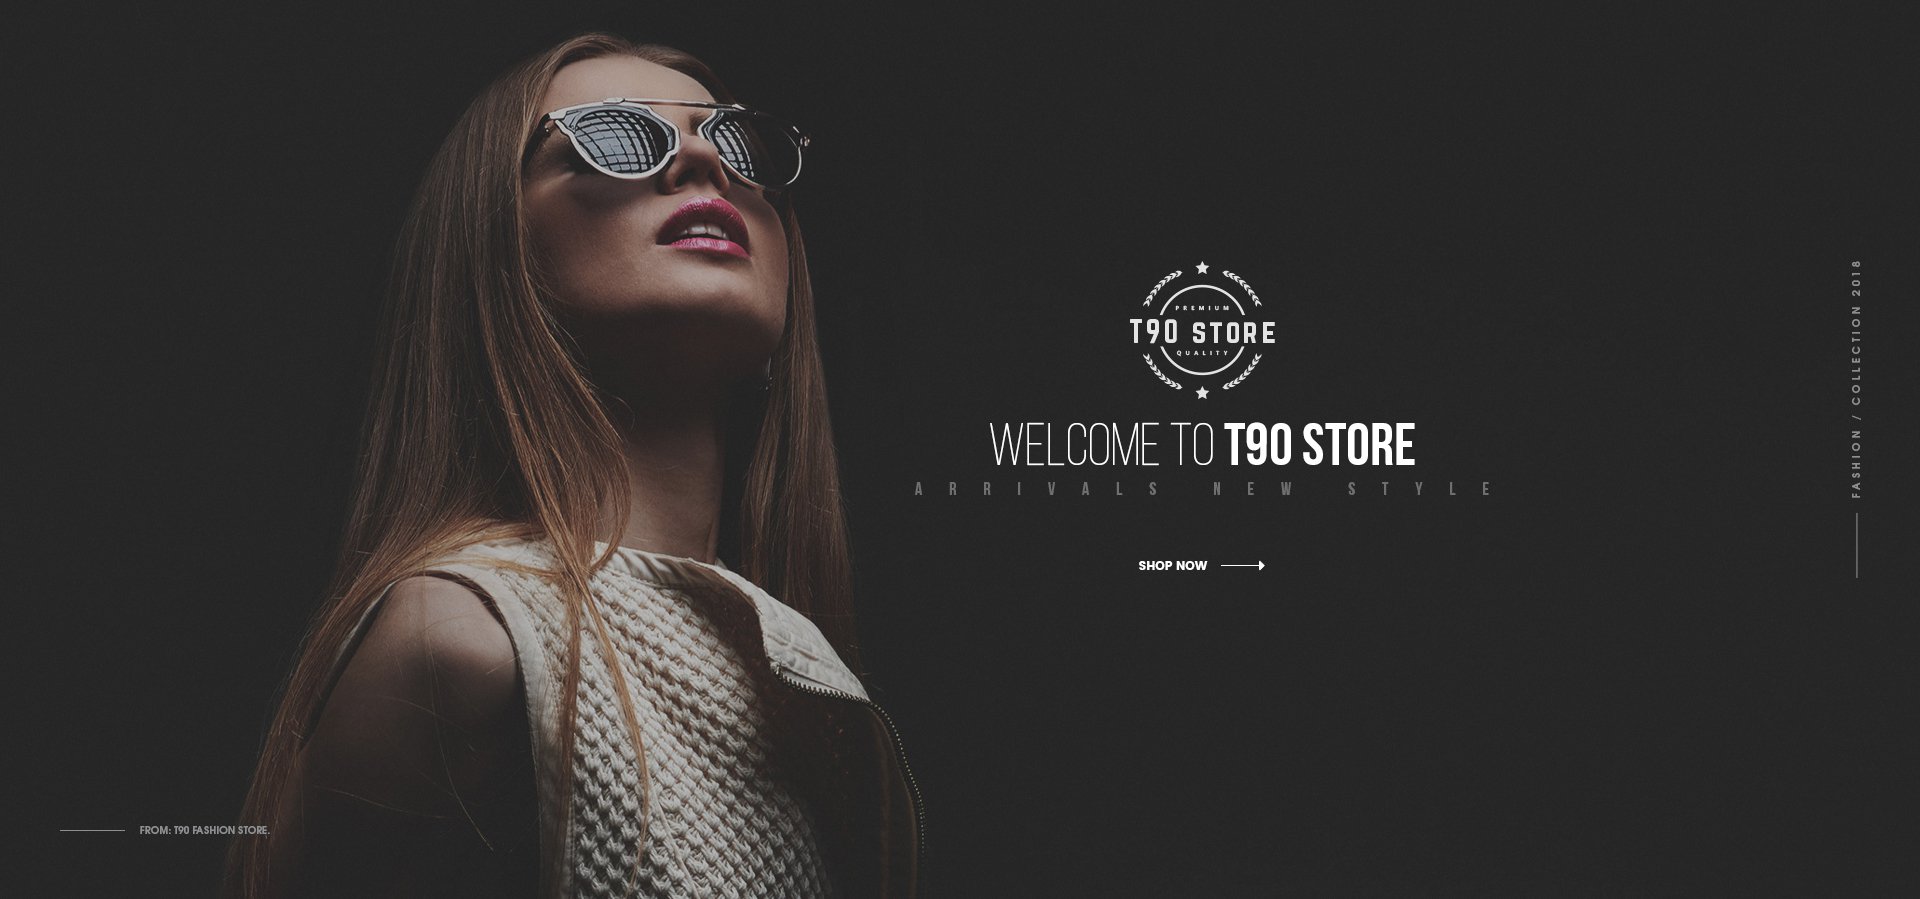 PREMIUM
T90 STORE
QUALITY
WELCOME TO T90 STORE
ARRIVALS NEW STYLE
SHOP NOW
FASHION / COLLECTION 2018
FROM: T90 FASHION STORE.